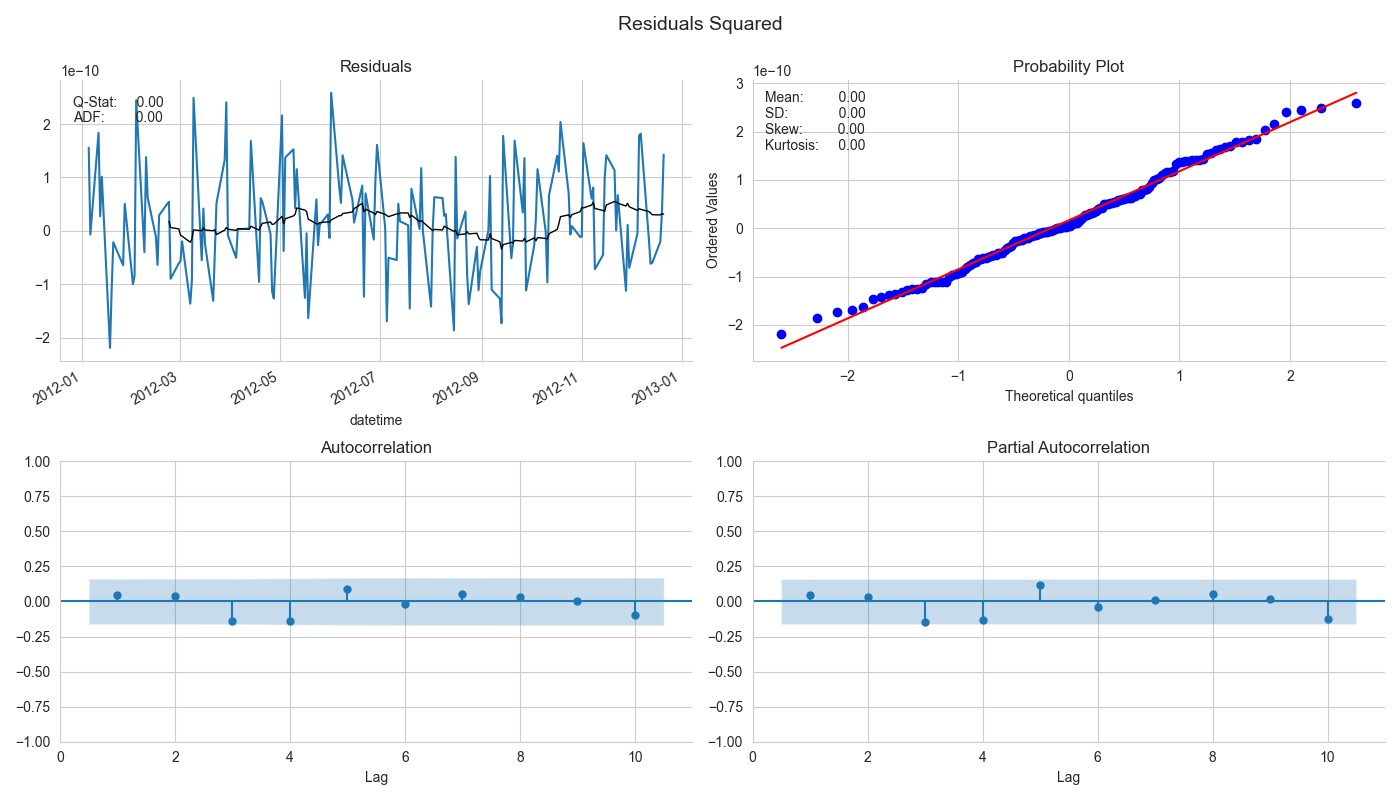 Residuals Squared
Residuals
1e−10
Q-Stat: 0.00
ADF: 0.00
2
1
0
−1
−2
2012-01
2012-03
2012-05
2012-07
2012-09
2012-11
2013-01
datetime
Probability Plot
1e−10
Mean: 0.00
SD: 0.00
Skew: 0.00
Kurtosis: 0.00
3
2
1
0
−1
−2
Ordered Values
−2
−1
0
1
2
Theoretical quantiles
Autocorrelation
1.00
0.75
0.50
0.25
0.00
−0.25
−0.50
−0.75
−1.00
0
2
4
6
8
10
Lag
Partial Autocorrelation
1.00
0.75
0.50
0.25
0.00
−0.25
−0.50
−0.75
−1.00
0
2
4
6
8
10
Lag